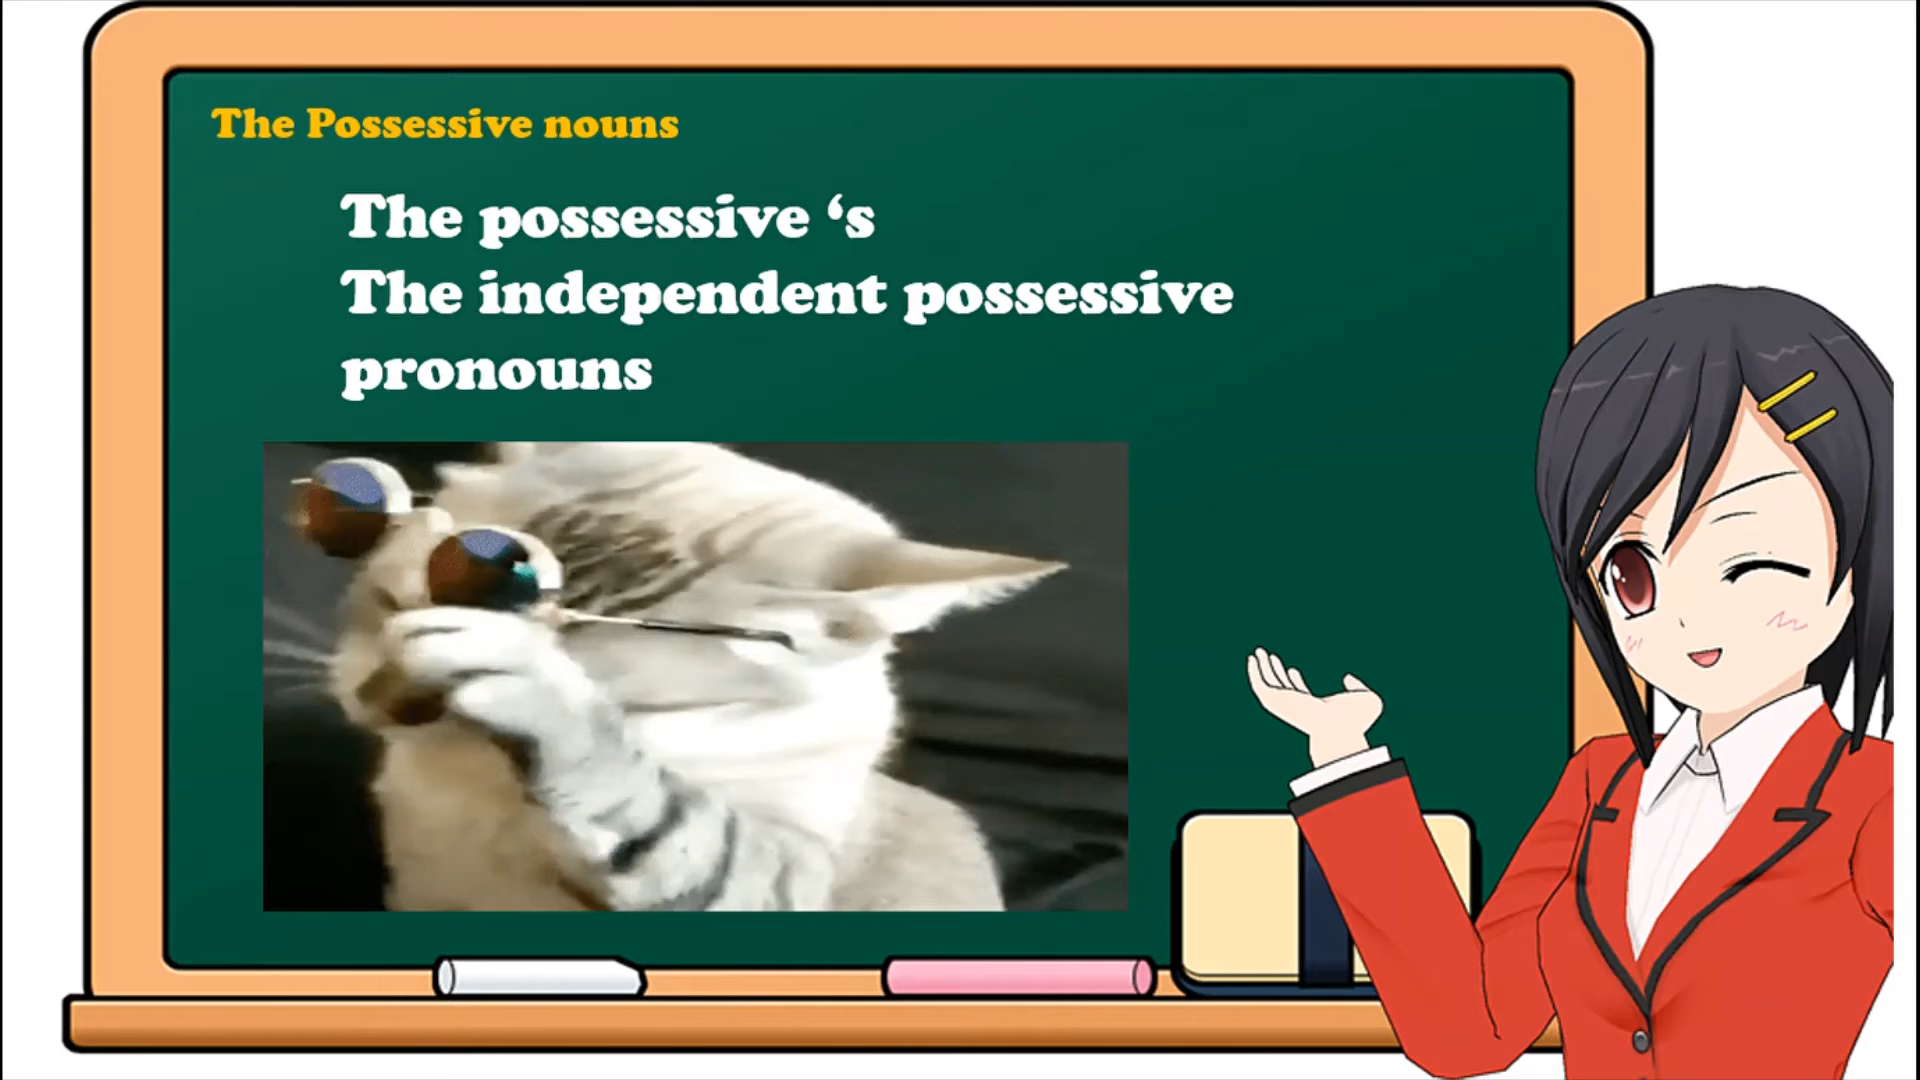 The Possessive nouns
The possessive ‘s
The independent possessive
pronouns